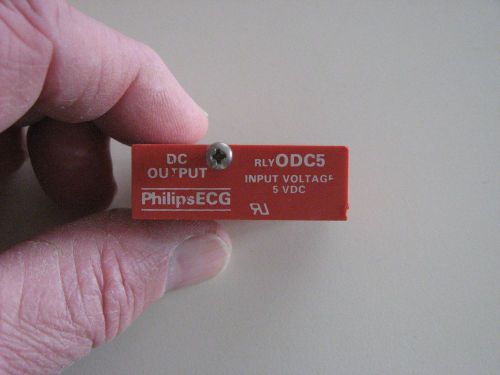 DC
OUTPUT
PhilipsECG
RLY ODC5
INPUT VOLTAGE
5 VDC